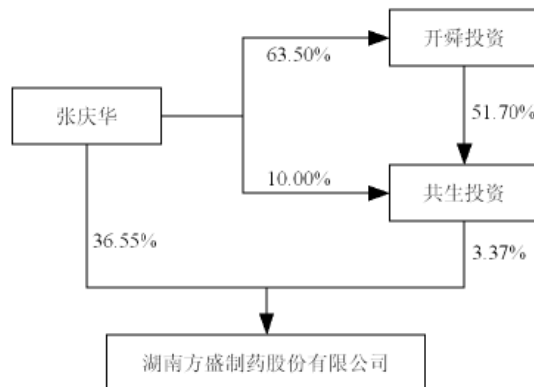 开舜投资
63.50%
张庆华
51.70%
10.00%
共生投资
36.55%
3.37%
湖南方盛制药股份有限公司